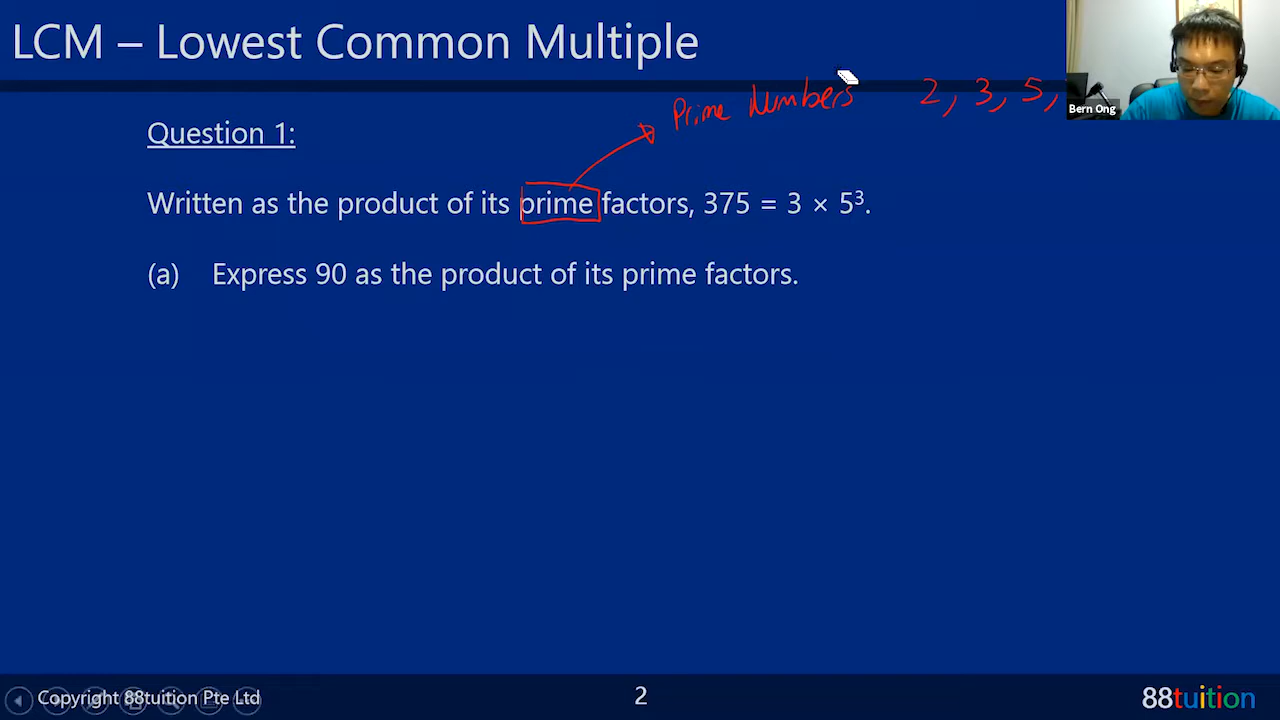 LCM – Lowest Common Multiple
Prime Numbers 2, 3, 5,
Bern Ong
Question 1:
Written as the product of its prime factors, 375 = 3 × 5³.
(a) Express 90 as the product of its prime factors.
Copyright 88tuition Pte Ltd
2
88tuition